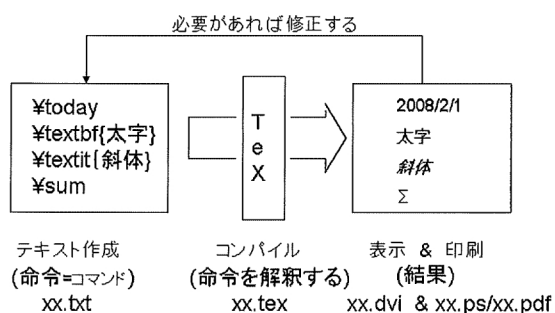 必要があれば修正する
¥today
¥textbf{太字}
¥textit{斜体}
¥sum
TeX
2008/2/1
太字
斜体
Σ
テキスト作成
(命令=コマンド)
xx.txt
コンパイル
(命令を解釈する)
xx.tex
表示 & 印刷
(結果)
xx.dvi & xx.ps/xx.pdf